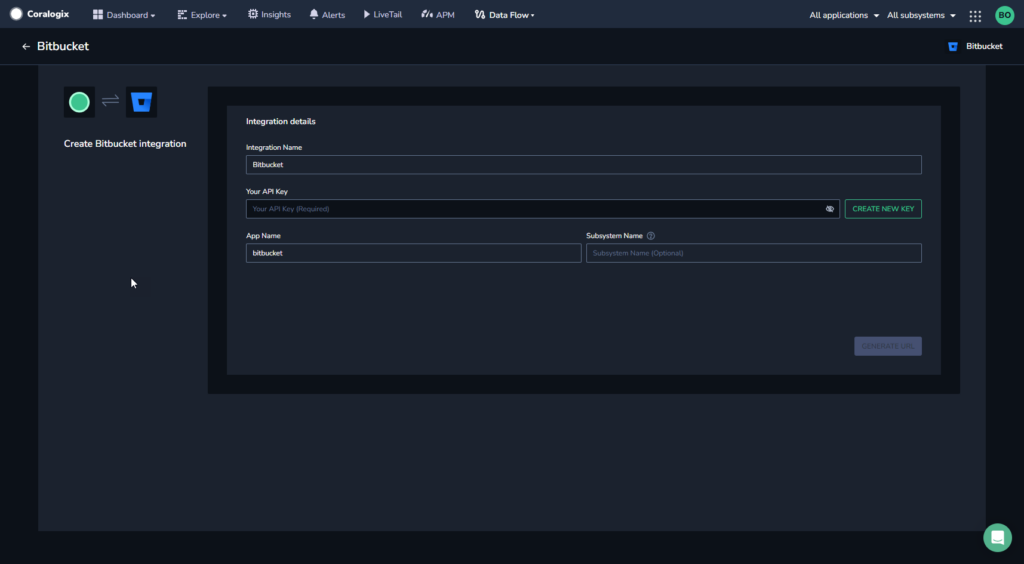 Coralogix Dashboard Explore Insights Alerts LiveTail APM Data Flow All applications All subsystems BO
Bitbucket Bitbucket
Create Bitbucket integration
Integration details
Integration Name
Bitbucket
Your API Key
Your API Key (Required) CREATE NEW KEY
App Name Subsystem Name
bitbucket Subsystem Name (Optional)
GENERATE URL